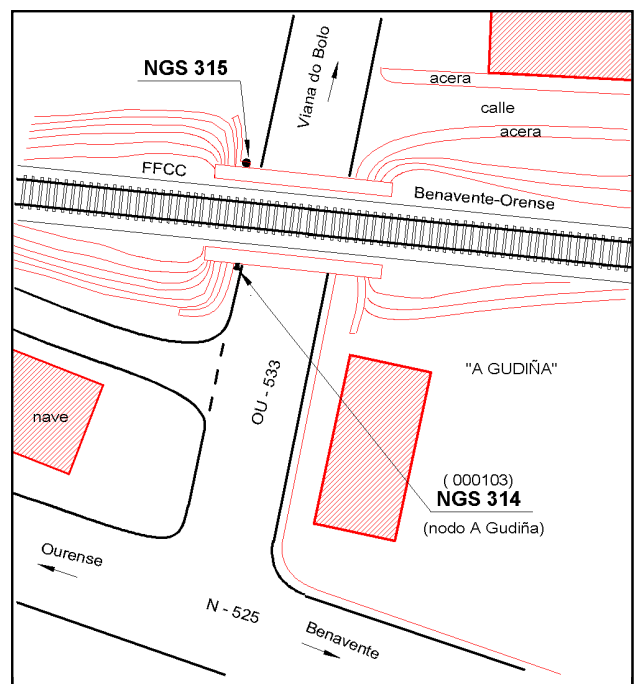 NGS 315
Viana do Bolo
acera
calle
acera
FFCC
Benavente-Orense
OU - 533
"A GUDIÑA"
nave
( 000103)
NGS 314
(nodo A Gudiña)
Ourense
N - 525
Benavente